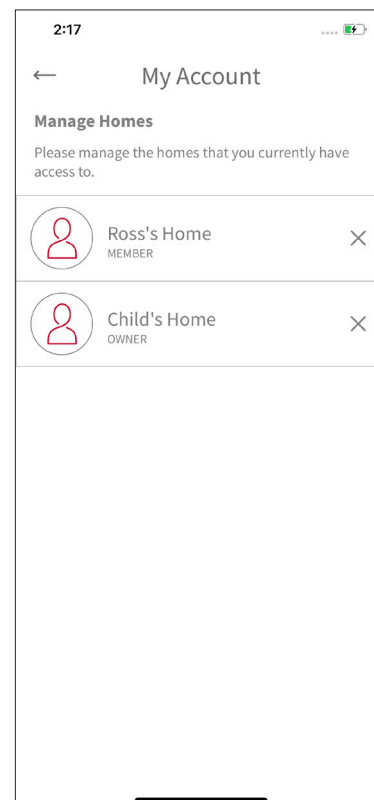 2:17
My Account
Manage Homes
Please manage the homes that you currently have
access to.
Ross's Home
MEMBER
Child's Home
OWNER